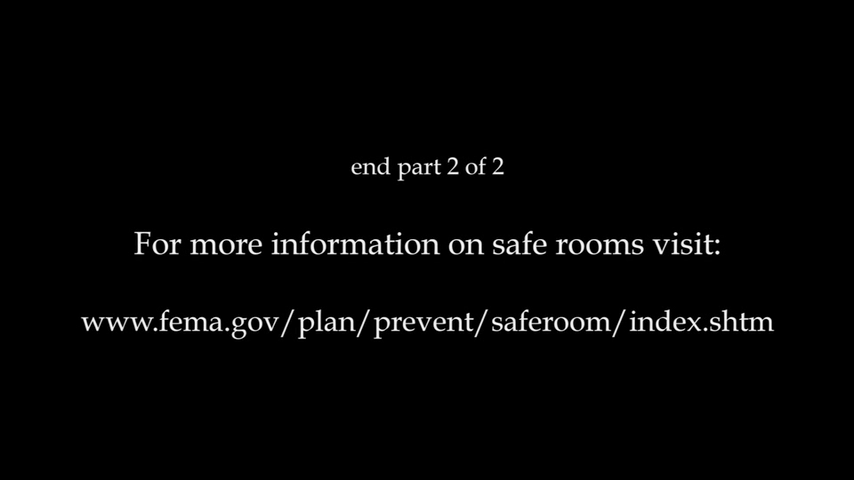 end part 2 of 2
For more information on safe rooms visit:
www.fema.gov/plan/prevent/saferoom/index.shtm